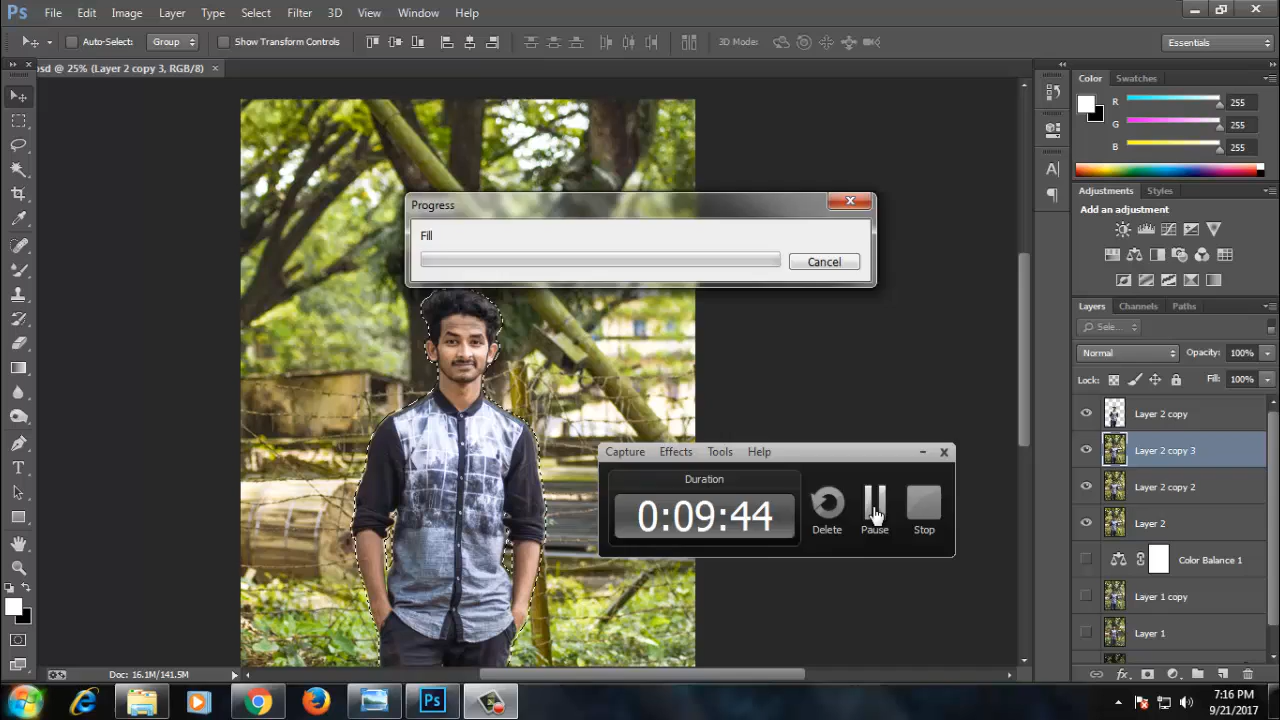 Ps File Edit Image Layer Type Select Filter 3D View Window Help
Auto-Select: Group Show Transform Controls 3D Mode: Essentials
sd @ 25% (Layer 2 copy 3, RGB/8) ×
Color Swatches
R 255
G 255
B 255
Adjustments Styles
Add an adjustment
Progress
Fill
Cancel
Layers Channels Paths
Sele...
Normal Opacity: 100%
Lock: Fill: 100%
Layer 2 copy
Layer 2 copy 3
Layer 2 copy 2
Layer 2
Color Balance 1
Layer 1 copy
Layer 1
Capture Effects Tools Help
Duration
0:09:44
Delete Pause Stop
Doc: 16.1M/141.5M
Ps
7:16 PM
9/21/2017